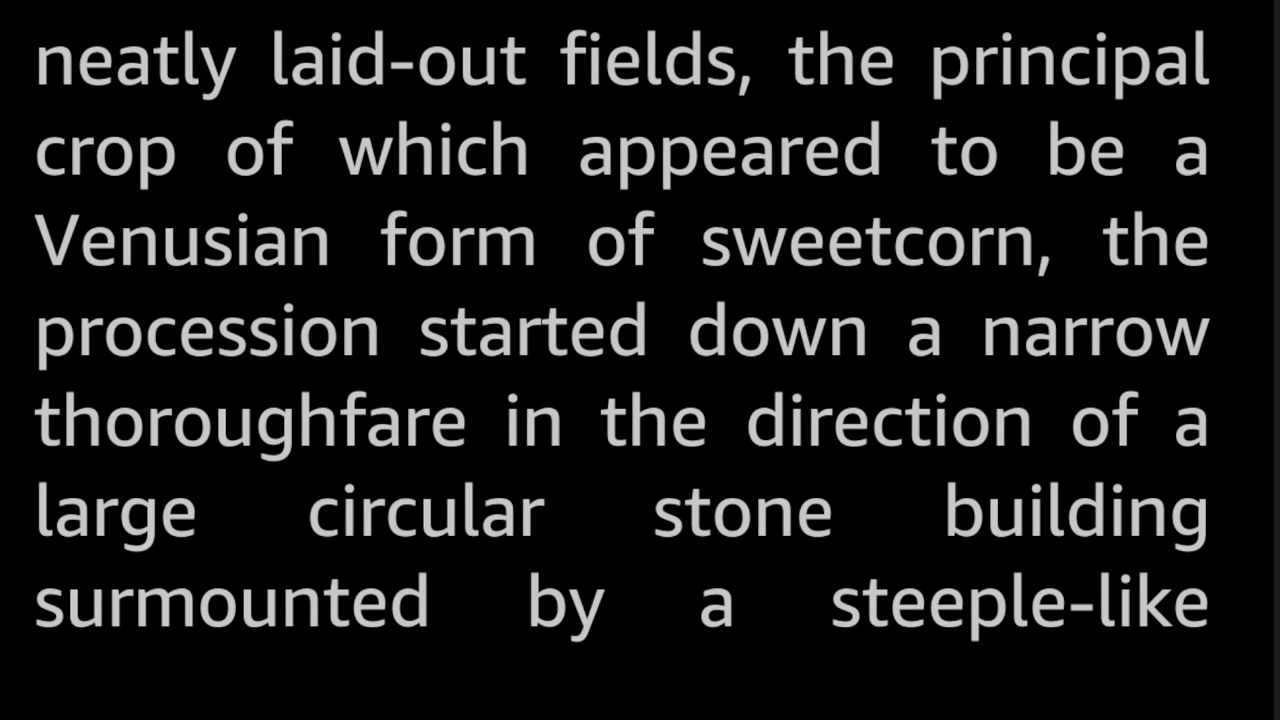 neatly laid-out fields, the principal
crop of which appeared to be a
Venusian form of sweetcorn, the
procession started down a narrow
thoroughfare in the direction of a
large circular stone building
surmounted by a steeple-like